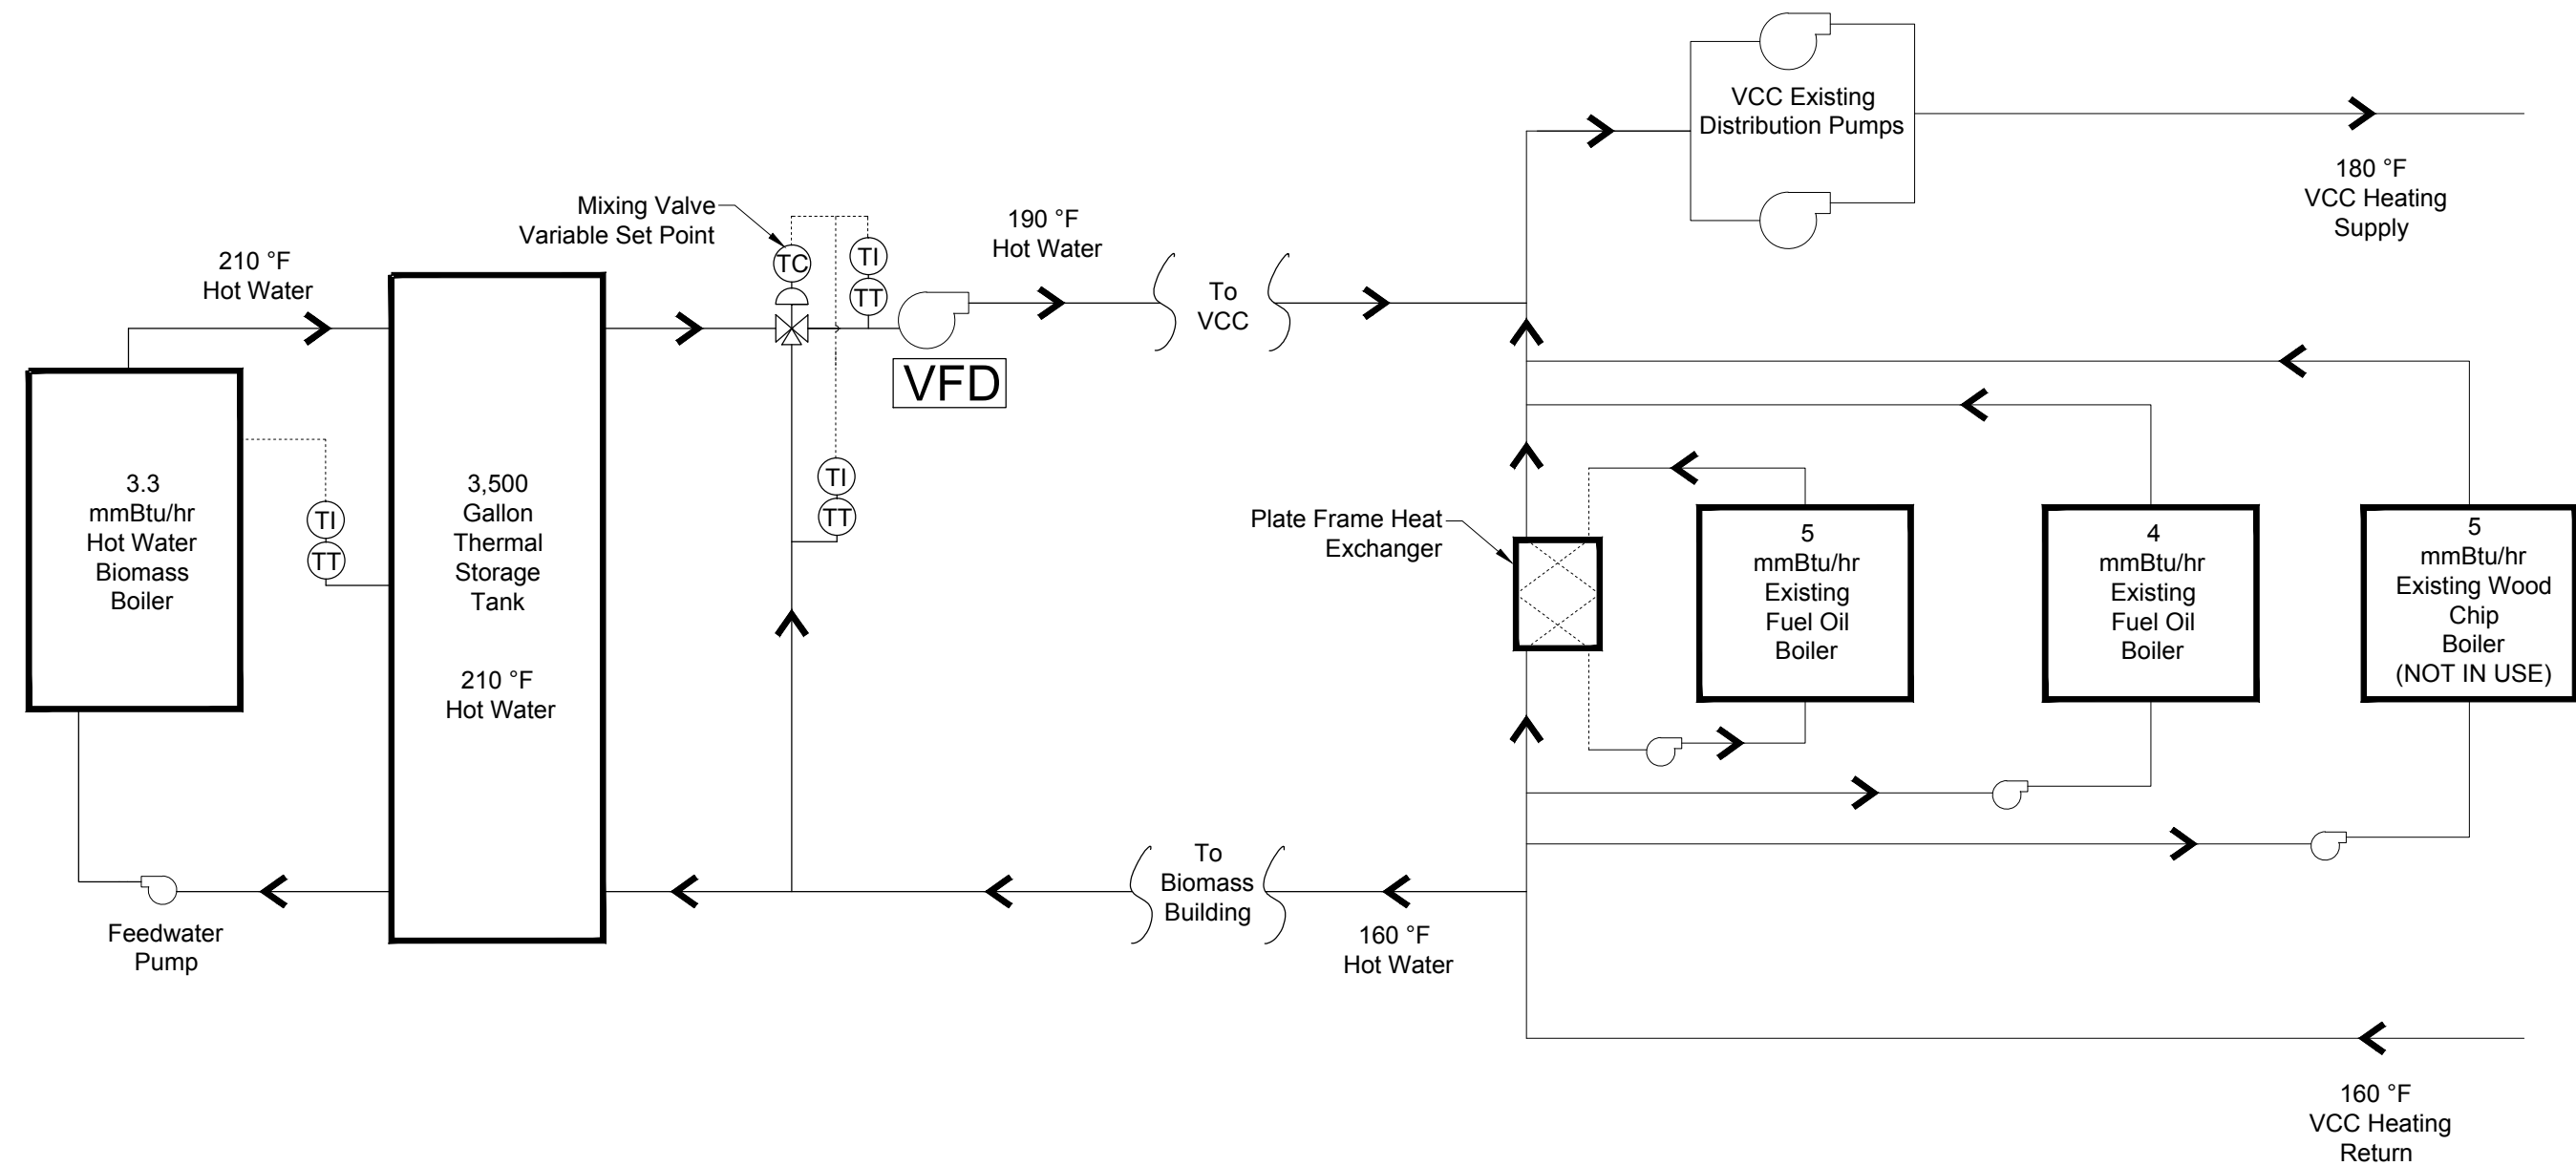 VCC Existing
Distribution Pumps
180 °F
VCC Heating
Supply
Mixing Valve
Variable Set Point
190 °F
Hot Water
210 °F
Hot Water
TC
TI
TT
To
VCC
VFD
3.3
mmBtu/hr
Hot Water
Biomass
Boiler
TI
TT
3,500
Gallon
Thermal
Storage
Tank
210 °F
Hot Water
TI
TT
Plate Frame Heat
Exchanger
5
mmBtu/hr
Existing
Fuel Oil
Boiler
4
mmBtu/hr
Existing
Fuel Oil
Boiler
5
mmBtu/hr
Existing Wood
Chip
Boiler
(NOT IN USE)
Feedwater
Pump
To
Biomass
Building
160 °F
Hot Water
160 °F
VCC Heating
Return